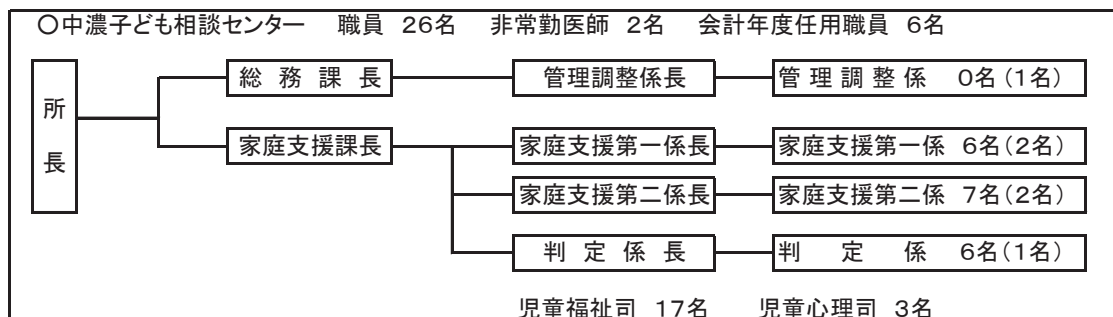 ○中濃子ども相談センター 職員 26名 非常勤医師 2名 会計年度任用職員 6名
所長
総務課長 管理調整係長 管理調整係 0名(1名)
家庭支援課長 家庭支援第一係長 家庭支援第一係 6名(2名)
家庭支援第二係長 家庭支援第二係 7名(2名)
判定係長 判定係 6名(1名)
児童福祉司 17名 児童心理司 3名